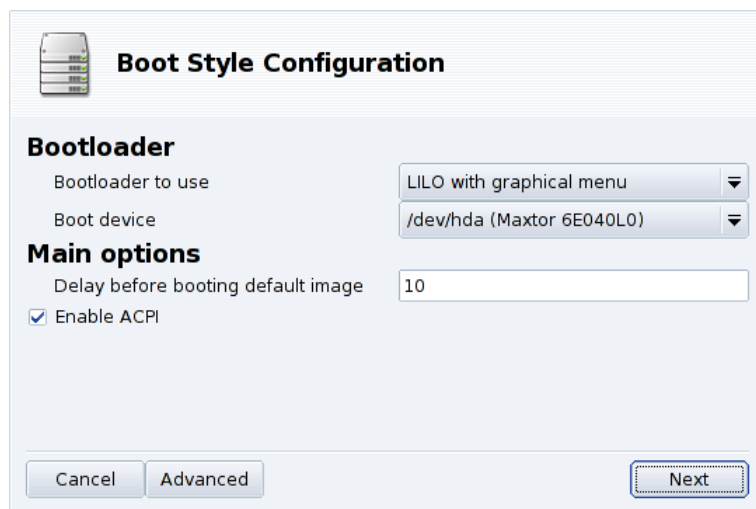 Boot Style Configuration
Bootloader
Bootloader to use LILO with graphical menu
Boot device /dev/hda (Maxtor 6E040L0)
Main options
Delay before booting default image 10
Enable ACPI
Cancel Advanced Next